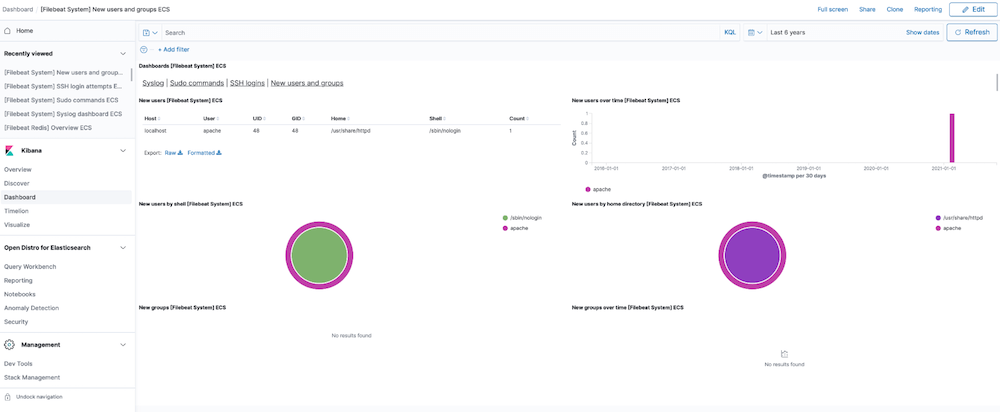 Dashboard / [Filebeat System] New users and groups ECS
Full screen Share Clone Reporting Edit
Home
Recently viewed
[Filebeat System] New users and group...
[Filebeat System] SSH login attempts E...
[Filebeat System] Sudo commands ECS
[Filebeat System] Syslog dashboard ECS
[Filebeat Redis] Overview ECS
Kibana
Overview
Discover
Dashboard
Timelion
Visualize
Open Distro for Elasticsearch
Query Workbench
Reporting
Notebooks
Anomaly Detection
Security
Management
Dev Tools
Stack Management
Undock navigation
Search KQL Last 6 years Show dates Refresh
+ Add filter
Dashboards [Filebeat System] ECS
Syslog | Sudo commands | SSH logins | New users and groups
New users [Filebeat System] ECS
Host User UID GID Home Shell Count
localhost apache 48 48 /usr/share/httpd /sbin/nologin 1
Export: Raw Formatted
New users over time [Filebeat System] ECS
Count
1
0.8
0.6
0.4
0.2
0
2016-01-01 2017-01-01 2018-01-01 2019-01-01 2020-01-01 2021-01-01
@timestamp per 30 days
apache
New users by shell [Filebeat System] ECS
/sbin/nologin
apache
New users by home directory [Filebeat System] ECS
/usr/share/httpd
apache
New groups [Filebeat System] ECS
No results found
New groups over time [Filebeat System] ECS
No results found